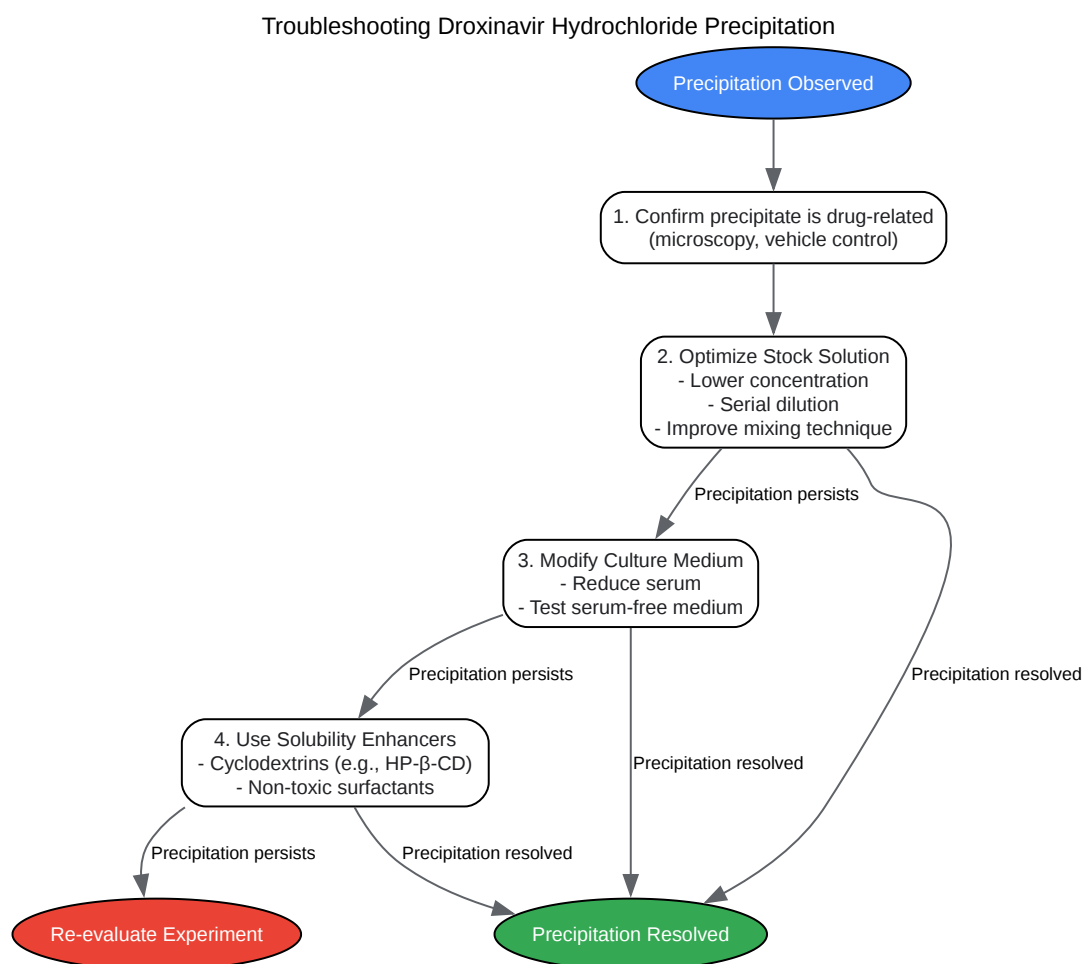 Troubleshooting Droxinavir Hydrochloride Precipitation
Precipitation Observed
1. Confirm precipitate is drug-related
(microscopy, vehicle control)
2. Optimize Stock Solution
- Lower concentration
- Serial dilution
- Improve mixing technique
Precipitation persists
3. Modify Culture Medium
- Reduce serum
- Test serum-free medium
Precipitation persists
Precipitation resolved
4. Use Solubility Enhancers
- Cyclodextrins (e.g., HP-β-CD)
- Non-toxic surfactants
Precipitation resolved
Precipitation persists
Precipitation resolved
Re-evaluate Experiment
Precipitation Resolved